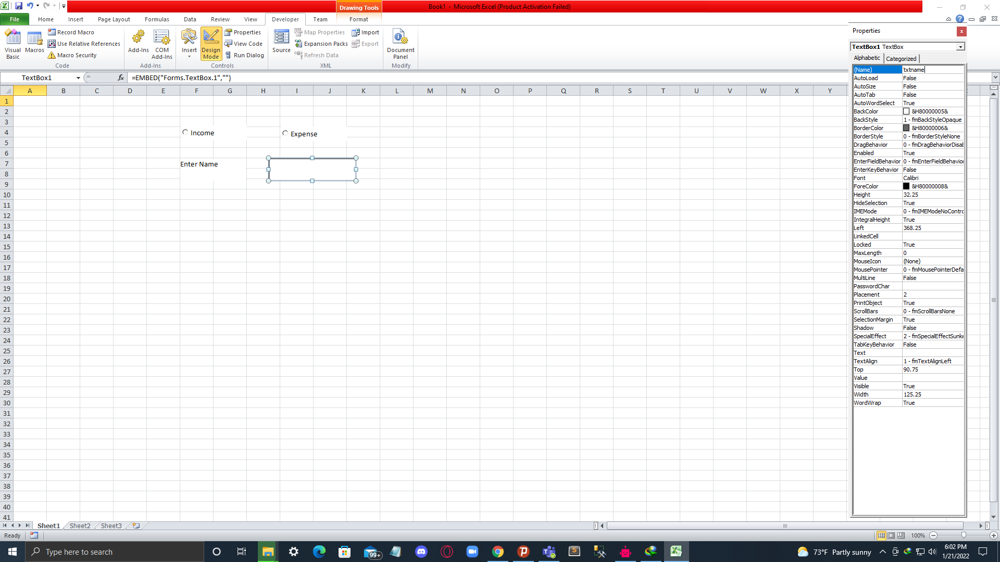 Drawing Tools
Book1 - Microsoft Excel (Product Activation Failed)
File Home Insert Page Layout Formulas Data Review View Developer Team Format
Visual Basic
Macros
Record Macro
Use Relative References
Macro Security
Code
Add-Ins
COM Add-Ins
Add-Ins
Insert
Design Mode
Properties
View Code
Run Dialog
Controls
Source
Map Properties
Expansion Packs
Refresh Data
Import
Export
XML
Document Panel
Modify
TextBox1
fx
=EMBED("Forms.TextBox.1","")
A B C D E F G H I J K L M N O P Q R S T U V W X Y
1
2
3
4
5
6
7
8
9
10
11
12
13
14
15
16
17
18
19
20
21
22
23
24
25
26
27
28
29
30
31
32
33
34
35
36
37
38
39
40
41
Income
Expense
Enter Name
Properties
x
TextBox1 TextBox
Alphabetic Categorized
(Name) txtname
AutoLoad False
AutoSize False
AutoTab False
AutoWordSelect True
BackColor &H80000005&
BackStyle 1 - fmBackStyleOpaque
BorderColor &H80000006&
BorderStyle 0 - fmBorderStyleNone
DragBehavior 0 - fmDragBehaviorDisab
Enabled True
EnterFieldBehavior 0 - fmEnterFieldBehavior
EnterKeyBehavior False
Font Calibri
ForeColor &H80000008&
Height 32.25
HideSelection True
IMEMode 0 - fmIMEModeNoContro
IntegralHeight True
Left 368.25
LinkedCell
Locked True
MaxLength 0
MouseIcon (None)
MousePointer 0 - fmMousePointerDefa
MultiLine False
PasswordChar
Placement 2
PrintObject True
ScrollBars 0 - fmScrollBarsNone
SelectionMargin True
Shadow False
SpecialEffect 2 - fmSpecialEffectSunke
TabKeyBehavior False
Text
TextAlign 1 - fmTextAlignLeft
Top 90.75
Value
Visible True
Width 125.25
WordWrap True
Sheet1 Sheet2 Sheet3
Ready
100%
Type here to search
99+
73°F Partly sunny
6:02 PM
1/21/2022